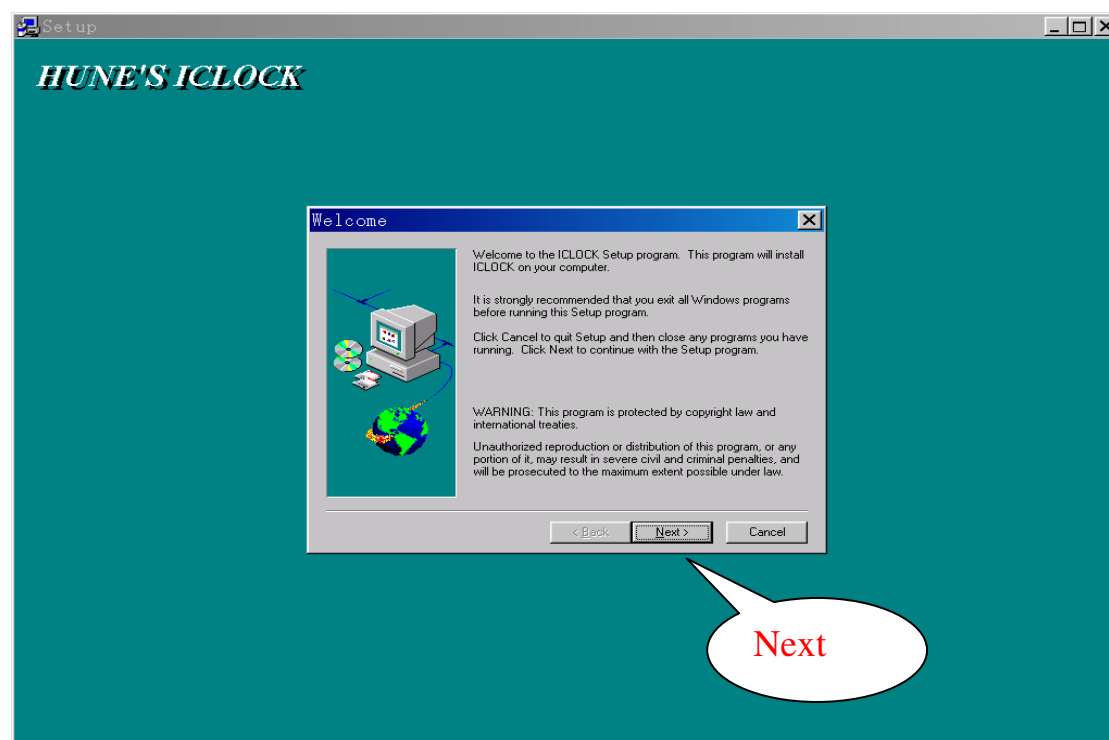 Setup
HUNE'S ICLOCK
Welcome
Welcome to the ICLOCK Setup program. This program will install
ICLOCK on your computer.
It is strongly recommended that you exit all Windows programs
before running this Setup program.
Click Cancel to quit Setup and then close any programs you have
running. Click Next to continue with the Setup program.
WARNING: This program is protected by copyright law and
international treaties.
Unauthorized reproduction or distribution of this program, or any
portion of it, may result in severe civil and criminal penalties, and
will be prosecuted to the maximum extent possible under law.
< Back Next > Cancel
Next